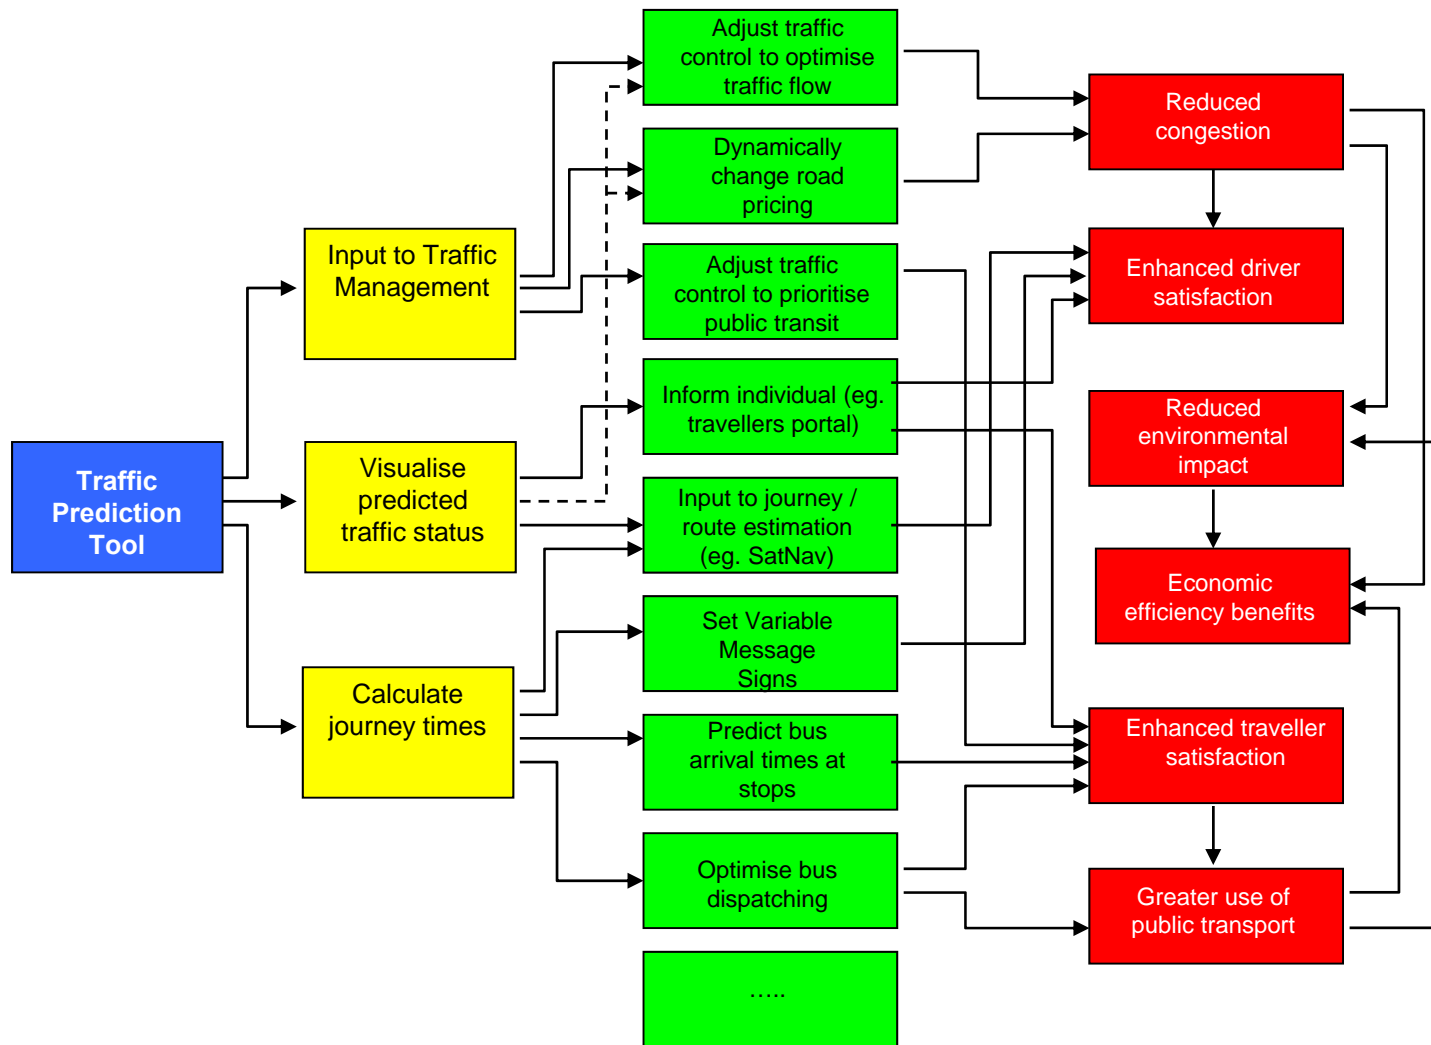 Traffic
Prediction
Tool
Input to Traffic
Management
Visualise
predicted
traffic status
Calculate
journey times
Adjust traffic
control to optimise
traffic flow
Dynamically
change road
pricing
Adjust traffic
control to prioritise
public transit
Inform individual (eg.
travellers portal)
Input to journey /
route estimation
(eg. SatNav)
Set Variable
Message
Signs
Predict bus
arrival times at
stops
Optimise bus
dispatching
…..
Reduced
congestion
Enhanced driver
satisfaction
Reduced
environmental
impact
Economic
efficiency benefits
Enhanced traveller
satisfaction
Greater use of
public transport